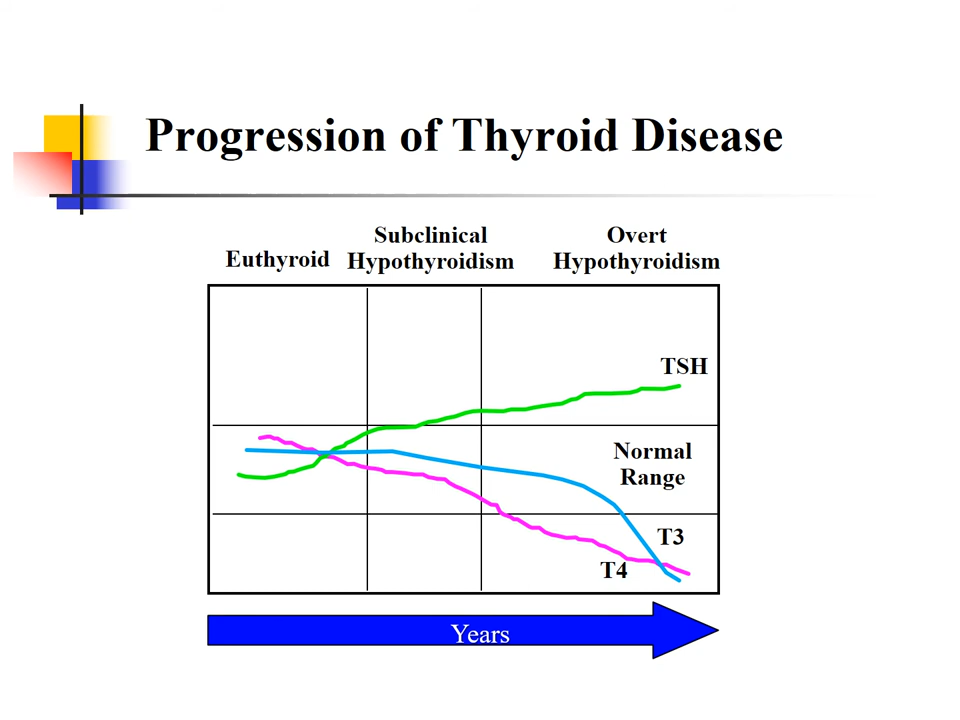 Progression of Thyroid Disease
Euthyroid
Subclinical
Hypothyroidism
Overt
Hypothyroidism
TSH
Normal
Range
T3
T4
Years